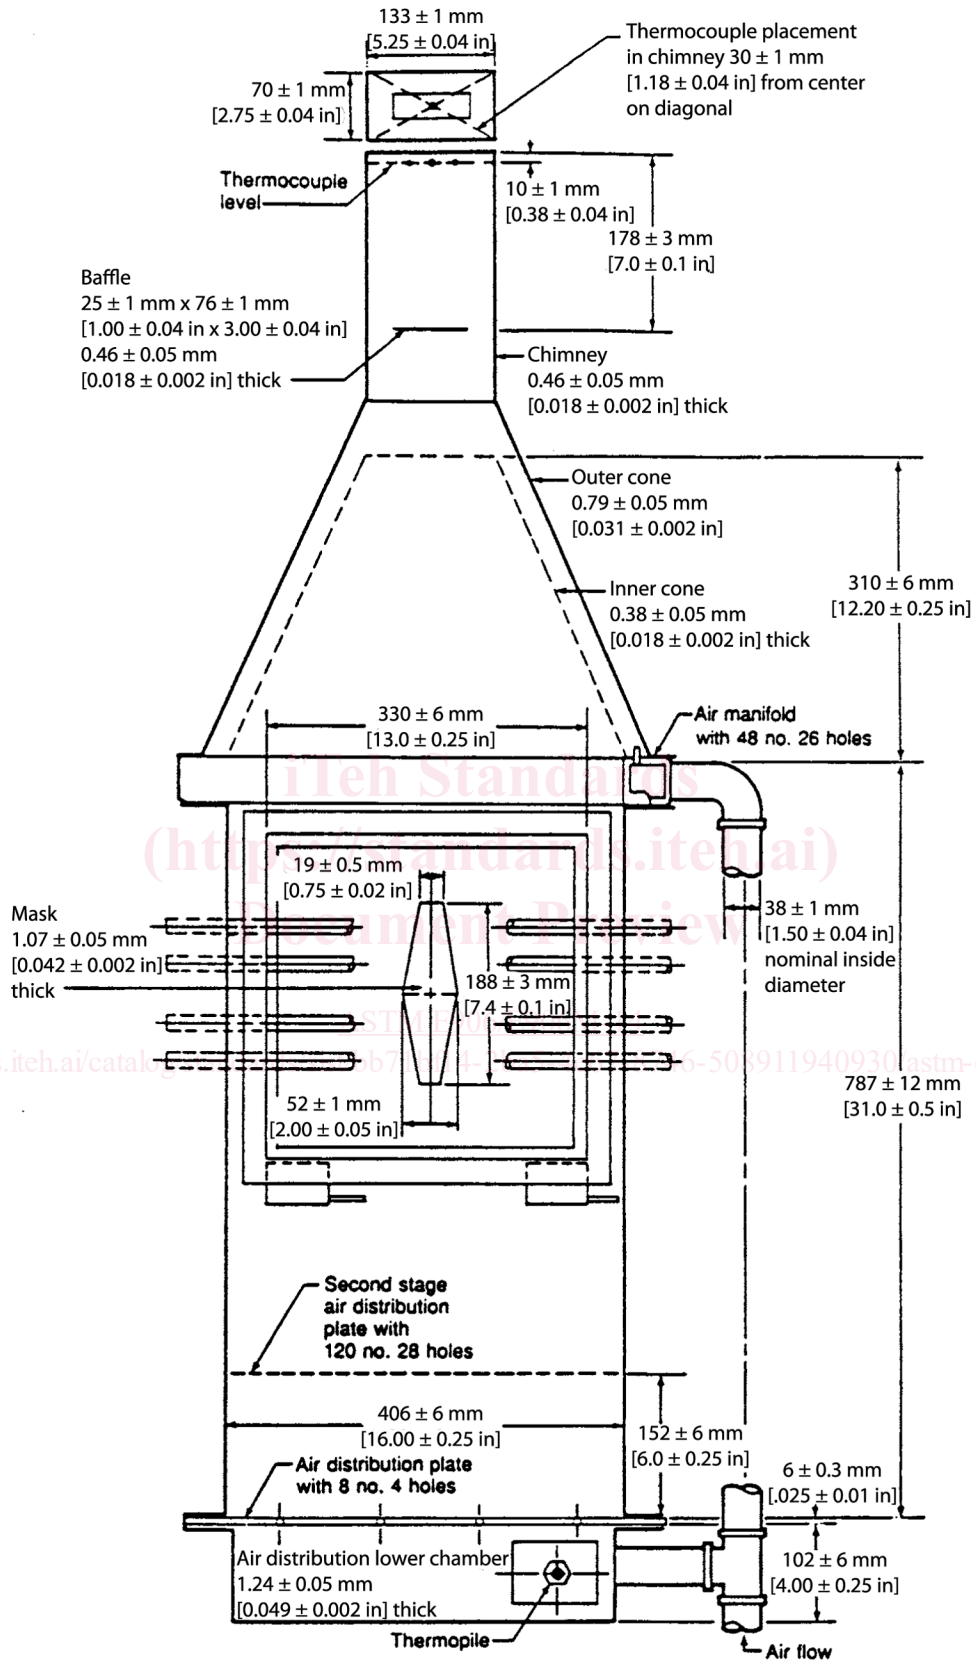 133 ± 1 mm
[5.25 ± 0.04 in]
Thermocouple placement
in chimney 30 ± 1 mm
[1.18 ± 0.04 in] from center
on diagonal
70 ± 1 mm
[2.75 ± 0.04 in]
Thermocouple
level
10 ± 1 mm
[0.38 ± 0.04 in]
178 ± 3 mm
[7.0 ± 0.1 in]
Baffle
25 ± 1 mm x 76 ± 1 mm
[1.00 ± 0.04 in x 3.00 ± 0.04 in]
0.46 ± 0.05 mm
[0.018 ± 0.002 in] thick
Chimney
0.46 ± 0.05 mm
[0.018 ± 0.002 in] thick
Outer cone
0.79 ± 0.05 mm
[0.031 ± 0.002 in]
310 ± 6 mm
[12.20 ± 0.25 in]
Inner cone
0.38 ± 0.05 mm
[0.018 ± 0.002 in] thick
330 ± 6 mm
[13.0 ± 0.25 in]
Air manifold
with 48 no. 26 holes
iTeh Standards
(https://standards.iteh.ai)
Document Preview
19 ± 0.5 mm
[0.75 ± 0.02 in]
Mask
1.07 ± 0.05 mm
[0.042 ± 0.002 in]
thick
38 ± 1 mm
[1.50 ± 0.04 in]
nominal inside
diameter
188 ± 3 mm
[7.4 ± 0.1 in]
s.iteh.ai/catalog
46-508911940930/astm-
787 ± 12 mm
[31.0 ± 0.5 in]
52 ± 1 mm
[2.00 ± 0.05 in]
Second stage
air distribution
plate with
120 no. 28 holes
406 ± 6 mm
[16.00 ± 0.25 in]
152 ± 6 mm
[6.0 ± 0.25 in]
Air distribution plate
with 8 no. 4 holes
6 ± 0.3 mm
[.025 ± 0.01 in]
Air distribution lower chamber
1.24 ± 0.05 mm
[0.049 ± 0.002 in] thick
102 ± 6 mm
[4.00 ± 0.25 in]
Thermopile
Air flow